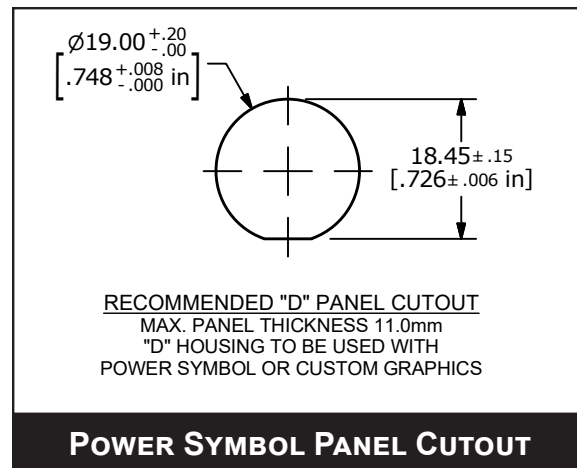 Ø19.00 +.20 -.00
[.748 +.008 -.000 in]
18.45± .15
[.726± .006 in]
RECOMMENDED "D" PANEL CUTOUT
MAX. PANEL THICKNESS 11.0mm
"D" HOUSING TO BE USED WITH
POWER SYMBOL OR CUSTOM GRAPHICS
POWER SYMBOL PANEL CUTOUT